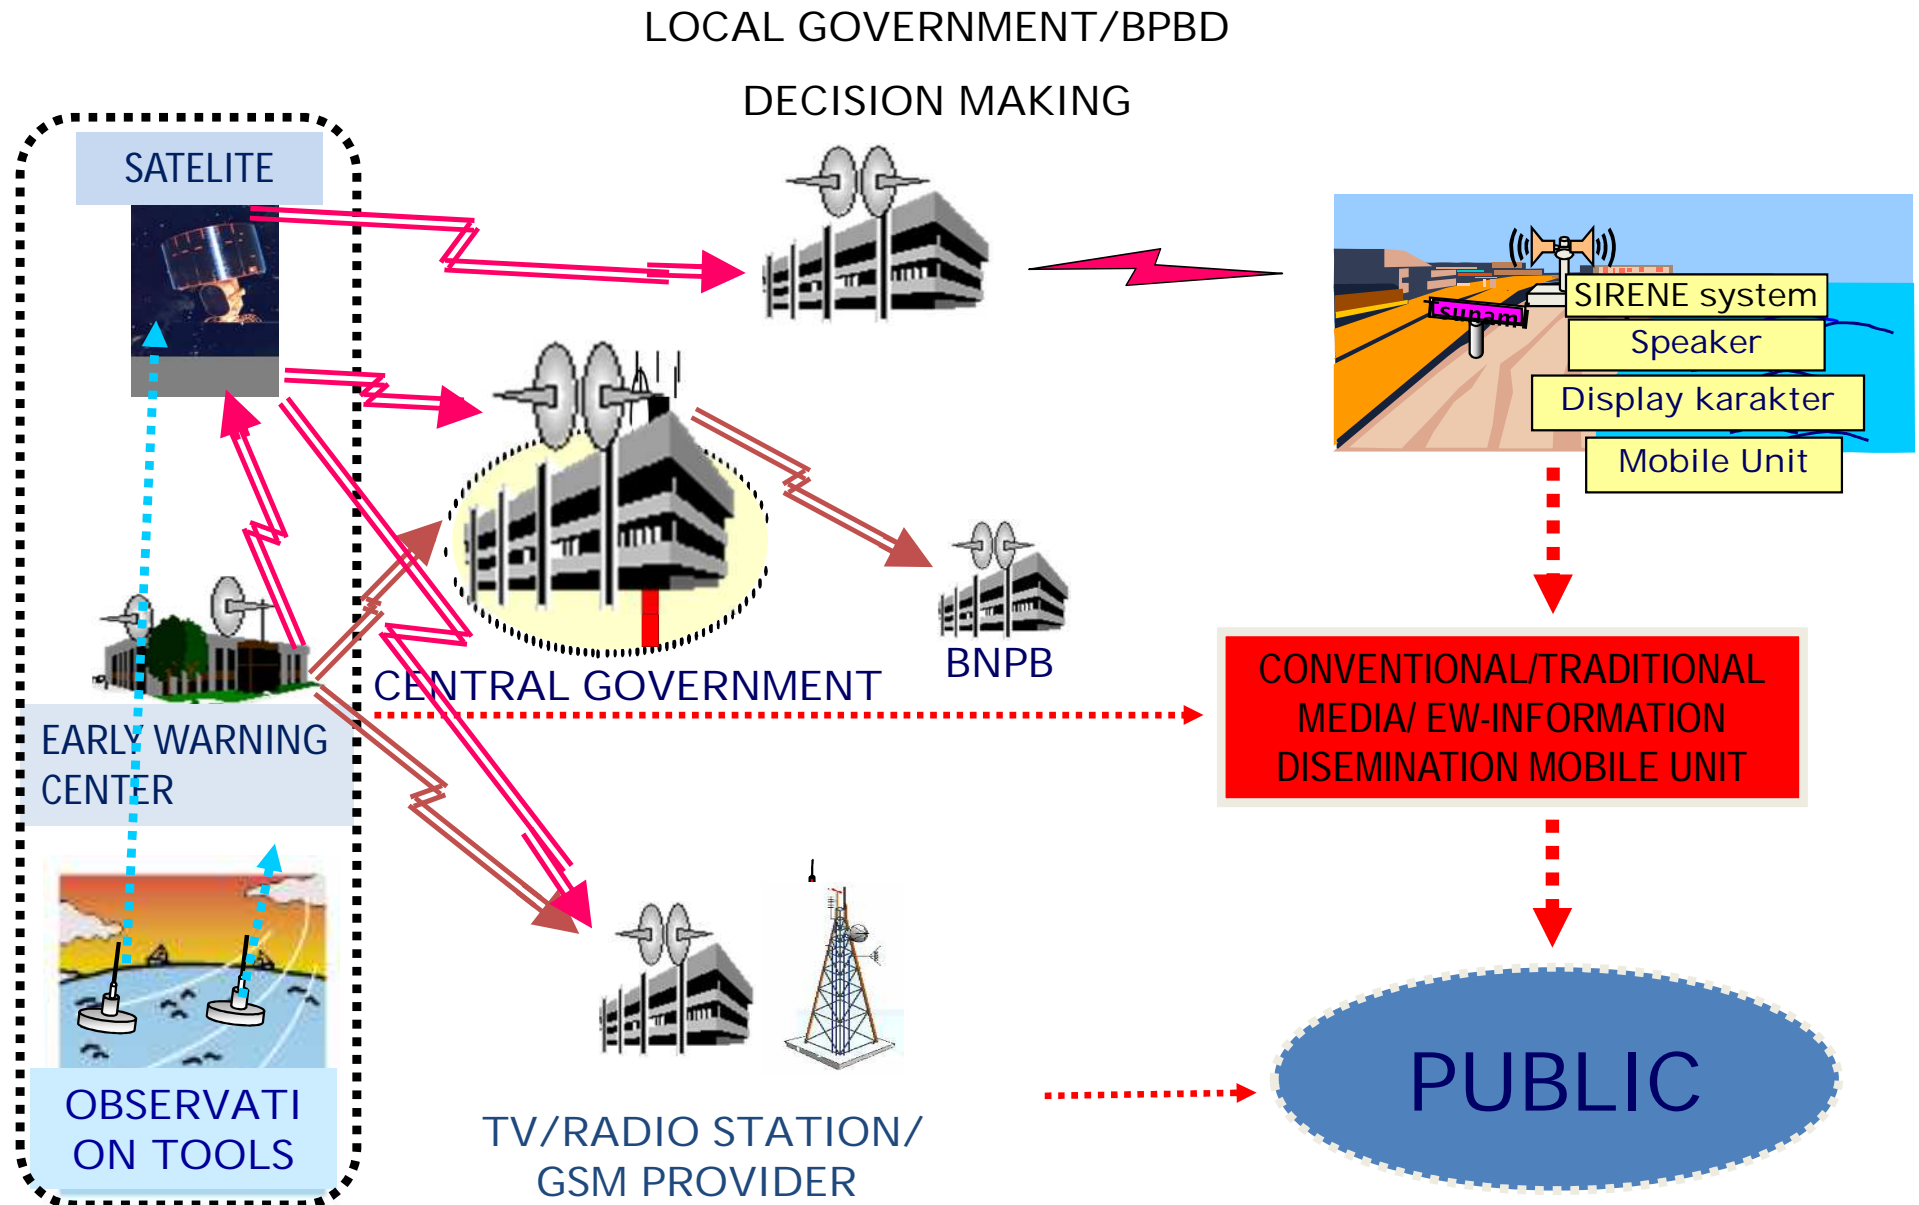 LOCAL GOVERNMENT/BPBD
DECISION MAKING
SATELITE
SIRENE system
tsunam
Speaker
Display karakter
Mobile Unit
BNPB
CENTRAL GOVERNMENT
CONVENTIONAL/TRADITIONAL
MEDIA/ EW-INFORMATION
DISEMINATION MOBILE UNIT
EARLY WARNING
CENTER
OBSERVATI
ON TOOLS
TV/RADIO STATION/
GSM PROVIDER
PUBLIC